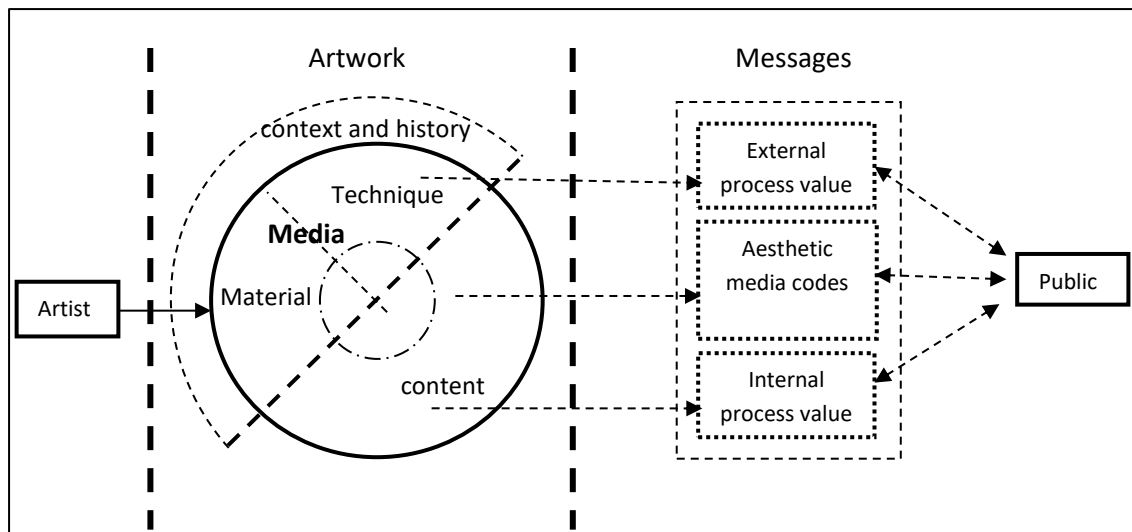 Artwork
Messages
context and history
Technique
Media
Material
content
Artist
External
process value
Aesthetic
media codes
Internal
process value
Public